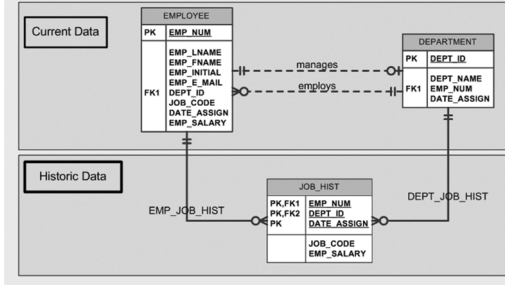 Current Data
EMPLOYEE
PK EMP_NUM
EMP_LNAME
EMP_FNAME
EMP_INITIAL
EMP_E_MAIL
FK1 DEPT_ID
JOB_CODE
DATE_ASSIGN
EMP_SALARY
manages
employs
DEPARTMENT
PK DEPT_ID
DEPT_NAME
FK1 EMP_NUM
DATE_ASSIGN
Historic Data
EMP_JOB_HIST
DEPT_JOB_HIST
JOB_HIST
PK,FK1 EMP_NUM
PK,FK2 DEPT_ID
PK DATE_ASSIGN
JOB_CODE
EMP_SALARY